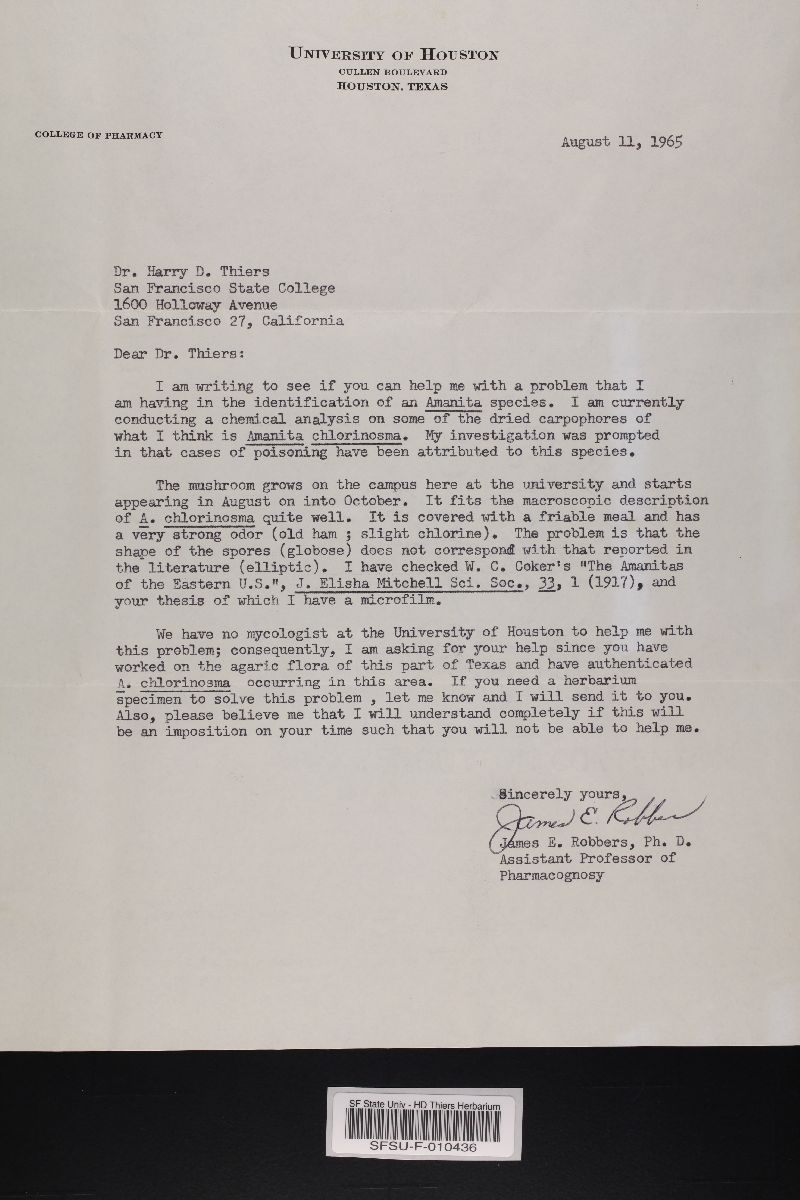 UNIVERSITY OF HOUSTON
CULLEN BOULEVARD
HOUSTON, TEXAS
COLLEGE OF PHARMACY
August 11, 1965
Dr. Harry D. Thiers
San Francisco State College
1600 Holloway Avenue
San Francisco 27, California
Dear Dr. Thiers:
I am writing to see if you can help me with a problem that I
am having in the identification of an Amanita species. I am currently
conducting a chemical analysis on some of the dried carpophores of
what I think is Amanita chlorinosma. My investigation was prompted
in that cases of poisoning have been attributed to this species.
The mushroom grows on the campus here at the university and starts
appearing in August on into October. It fits the macroscopic description
of A. chlorinosma quite well. It is covered with a friable meal and has
a very strong odor (old ham ; slight chlorine). The problem is that the
shape of the spores (globose) does not correspond with that reported in
the literature (elliptic). I have checked W. C. Coker's "The Amanitas
of the Eastern U.S.", J. Elisha Mitchell Sci. Soc., 33, 1 (1917), and
your thesis of which I have a microfilm.
We have no mycologist at the University of Houston to help me with
this problem; consequently, I am asking for your help since you have
worked on the agaric flora of this part of Texas and have authenticated
A. chlorinosma occurring in this area. If you need a herbarium
specimen to solve this problem , let me know and I will send it to you.
Also, please believe me that I will understand completely if this will
be an imposition on your time such that you will not be able to help me.
Sincerely yours,
James E. Robbers
James E. Robbers, Ph. D.
Assistant Professor of
Pharmacognosy
SF State Univ - HD Thiers Herbarium
SFSU-F-010436